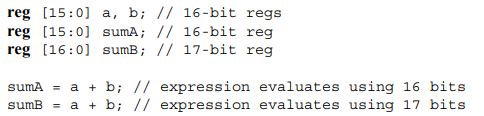 reg [15:0] a, b; // 16-bit regs
reg [15:0] sumA; // 16-bit reg
reg [16:0] sumB; // 17-bit reg
sumA = a + b; // expression evaluates using 16 bits
sumB = a + b; // expression evaluates using 17 bits